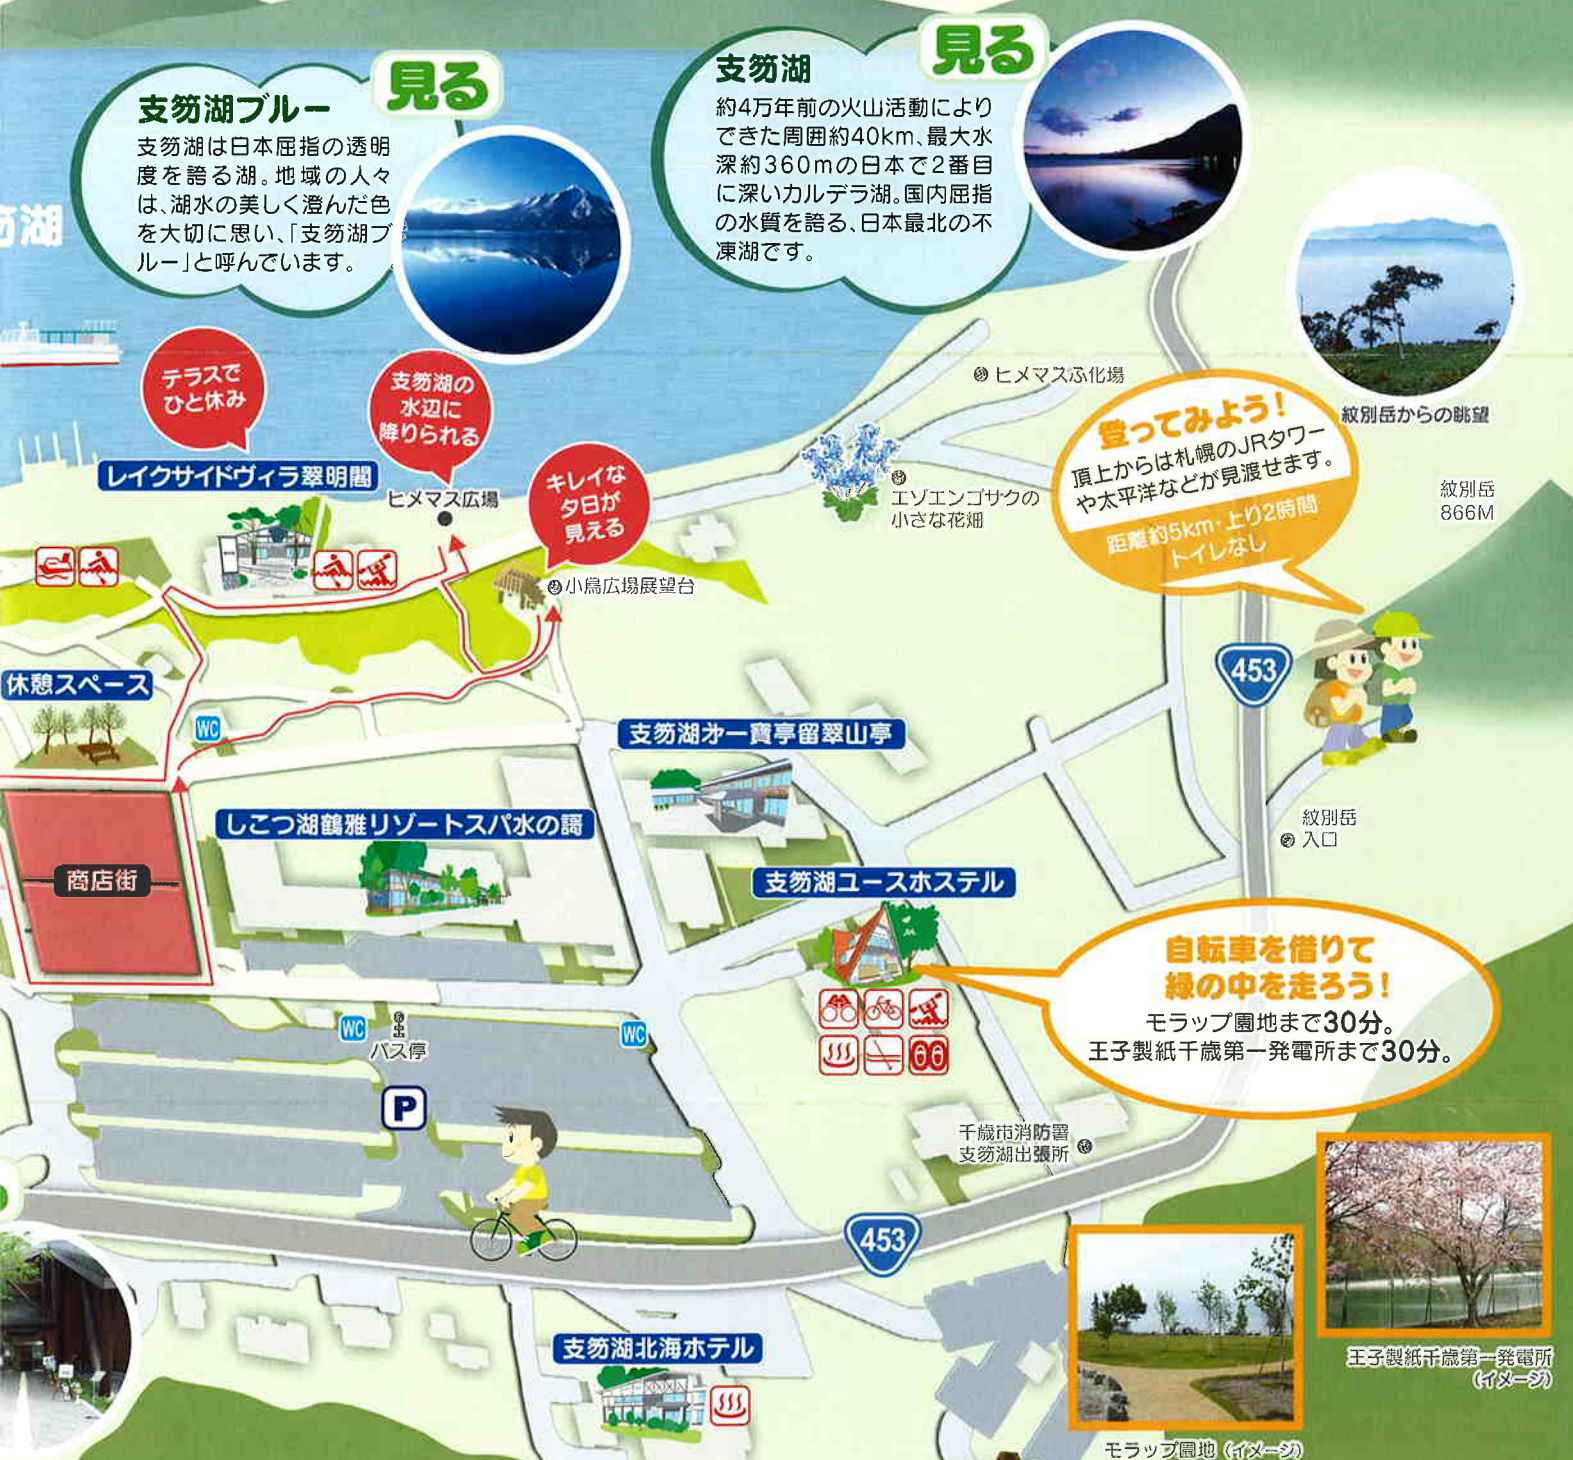 見る
支笏湖ブルー
支笏湖は日本屈指の透明
度を誇る湖。地域の人々
は、湖水の美しく澄んだ色
を大切に思い、「支笏湖ブ
ルー」と呼んでいます。
見る
支笏湖
約4万年前の火山活動により
できた周囲約40km、最大水
深約360mの日本で2番目
に深いカルデラ湖。国内屈指
の水質を誇る、日本最北の不
凍湖です。
笏湖
テラスで
ひと休み
支笏湖の
水辺に
降りられる
キレイな
夕日が
見える
レイクサイドヴィラ翠明閣
ヒメマス広場
小鳥広場展望台
ヒメマスふ化場
エゾエンゴサクの
小さな花畑
登ってみよう!
頂上からは札幌のJRタワー
や太平洋などが見渡せます。
距離約5km・上り2時間
トイレなし
紋別岳からの眺望
紋別岳
866M
453
休憩スペース
WC
支笏湖第一寶亭留翠山亭
しこつ湖鶴雅リゾートスパ水の謌
紋別岳
入口
商店街
支笏湖ユースホステル
自転車を借りて
緑の中を走ろう!
モラップ園地まで30分。
王子製紙千歳第一発電所まで30分。
WC
バス停
WC
P
千歳市消防署
支笏湖出張所
453
支笏湖北海ホテル
王子製紙千歳第一発電所
(イメージ)
モラップ園地(イメージ)